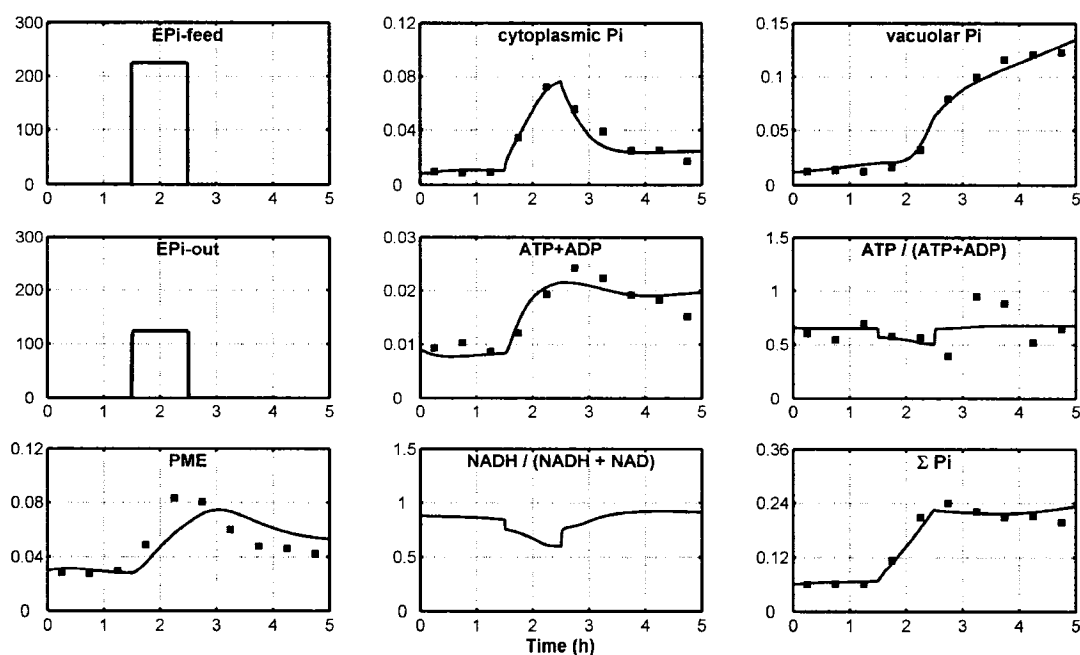 EPi-feed
300
200
100
0
0 1 2 3 4 5
cytoplasmic Pi
0.12
0.08
0.04
0
0 1 2 3 4 5
vacuolar Pi
0.15
0.1
0.05
0
0 1 2 3 4 5
EPi-out
300
200
100
0
0 1 2 3 4 5
ATP+ADP
0.03
0.02
0.01
0
0 1 2 3 4 5
ATP / (ATP+ADP)
1.5
1
0.5
0
0 1 2 3 4 5
PME
0.12
0.08
0.04
0
0 1 2 3 4 5
NADH / (NADH + NAD)
1.5
1
0.5
0
0 1 2 3 4 5
Time (h)
Σ Pi
0.36
0.24
0.12
0
0 1 2 3 4 5